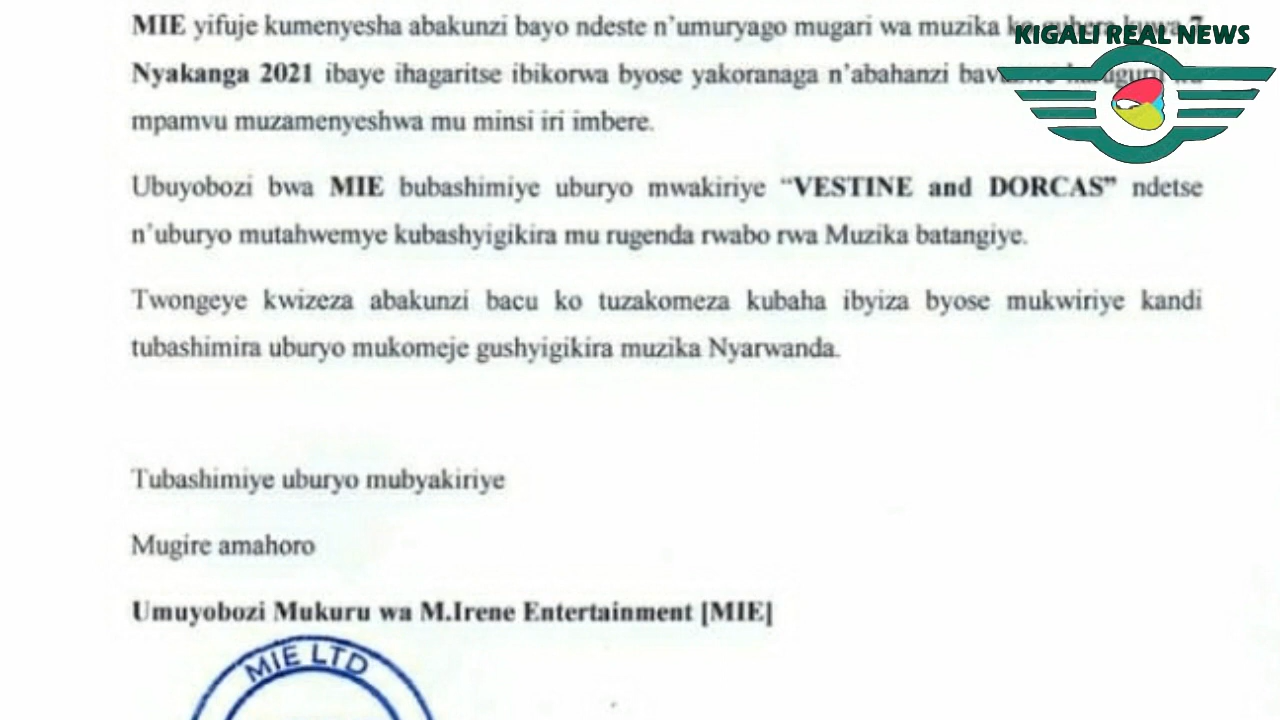 MIE yifuje kumenyesha abakunzi bayo ndeste n’umuryago mugari wa muzika 7
KIGALI REAL NEWS
Nyakanga 2021 ibaye ihagaritse ibikorwa byose yakoranaga n’abahanzi
mpamvu muzamenyeshwa mu minsi iri imbere.
Ubuyobozi bwa MIE bubashimiye uburyo mwakiriye “VESTINE and DORCAS” ndetse
n’uburyo mutahwemye kubashyigikira mu rugenda rwabo rwa Muzika batangiye.
Twongeye kwizeza abakunzi bacu ko tuzakomeza kubaha ibyiza byose mukwiriye kandi
tubashimira uburyo mukomeje gushyigikira muzika Nyarwanda.
Tubashimiye uburyo mubyakiriye
Mugire amahoro
Umuyobozi Mukuru wa M.Irene Entertainment [MIE]
MIE LTD